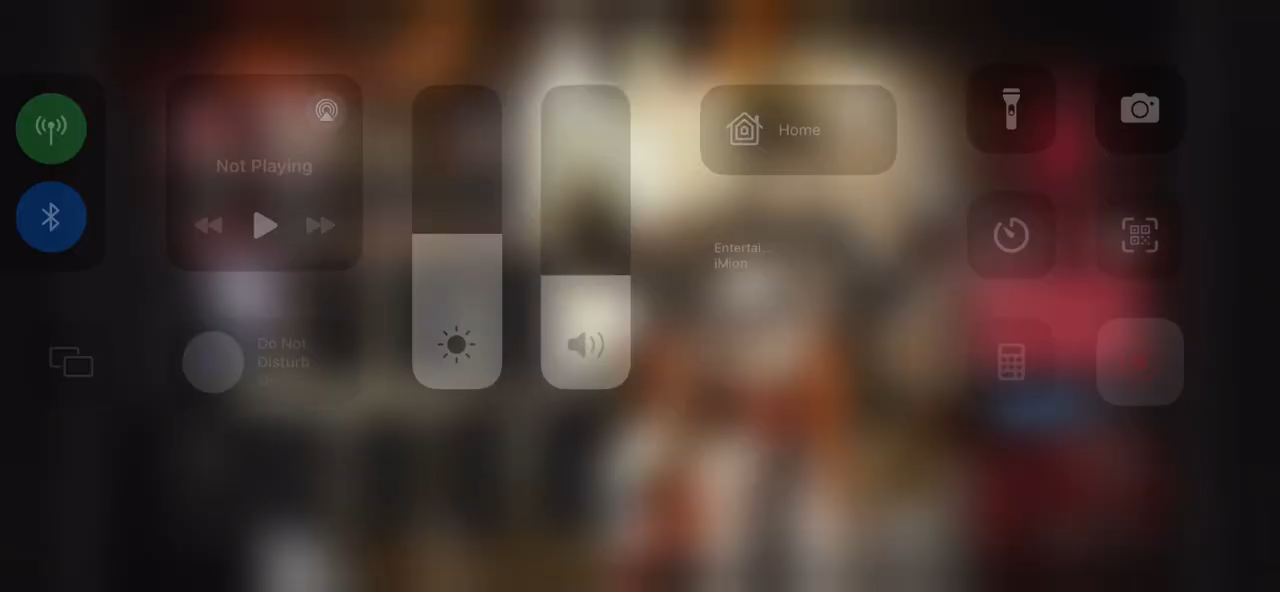 Not Playing
Home
Entertai...
iMion
Do Not
Disturb